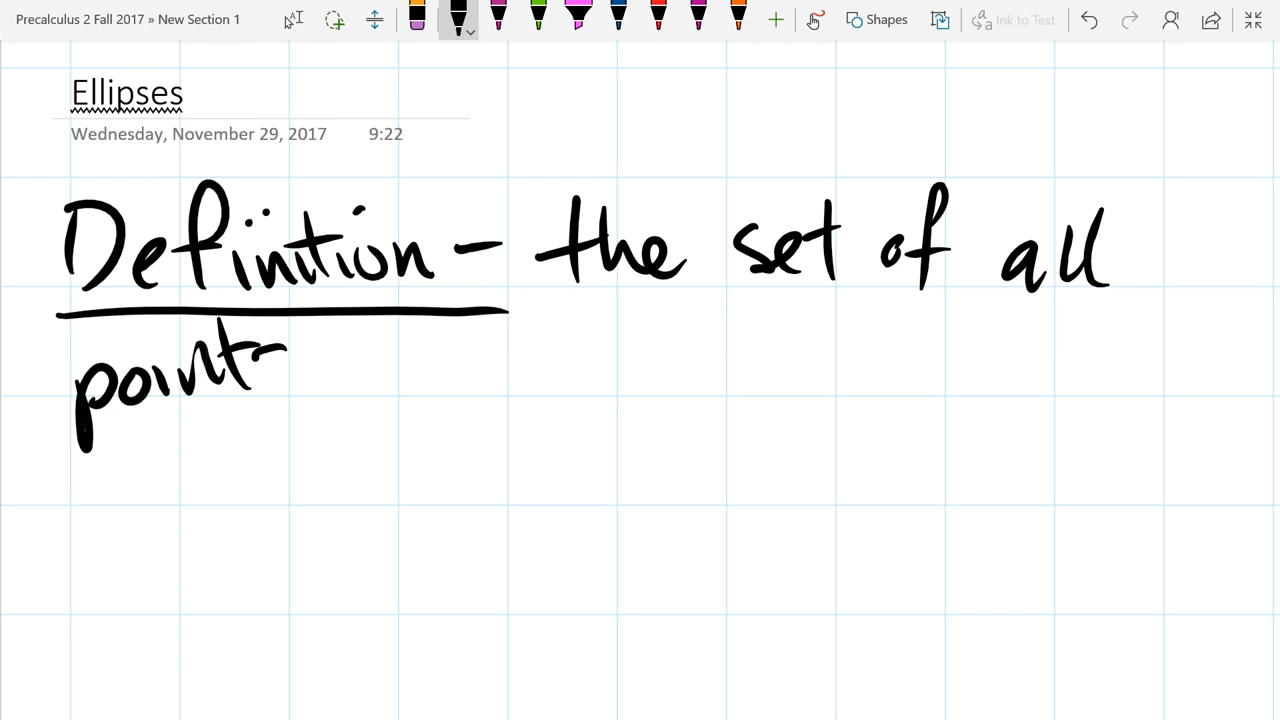 Precalculus 2 Fall 2017 » New Section 1
Shapes
Ink to Text
Ellipses
Wednesday, November 29, 2017 9:22
Definition - the set of all